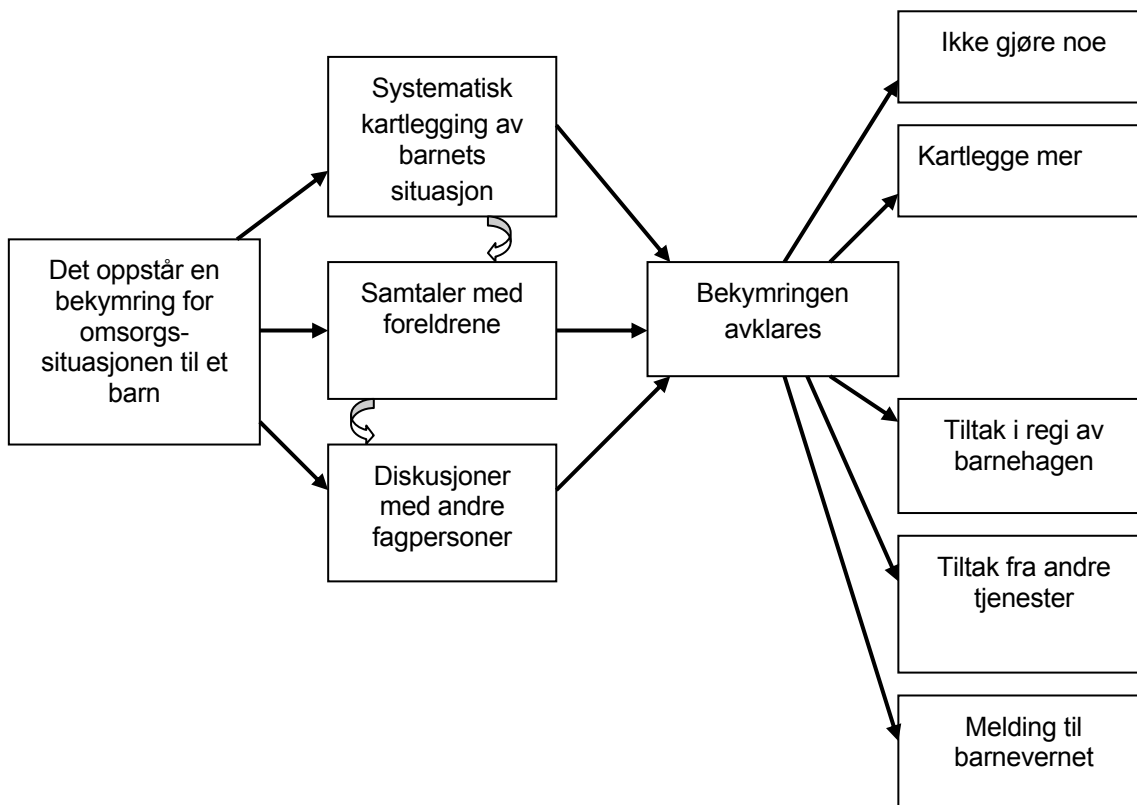 Det oppstår en
bekymring for
omsorgs-
situasjonen til et
barn
Systematisk
kartlegging av
barnets
situasjon
Samtaler med
foreldrene
Diskusjoner
med andre
fagpersoner
Bekymringen
avklares
Ikke gjøre noe
Kartlegge mer
Tiltak i regi av
barnehagen
Tiltak fra andre
tjenester
Melding til
barnevernet